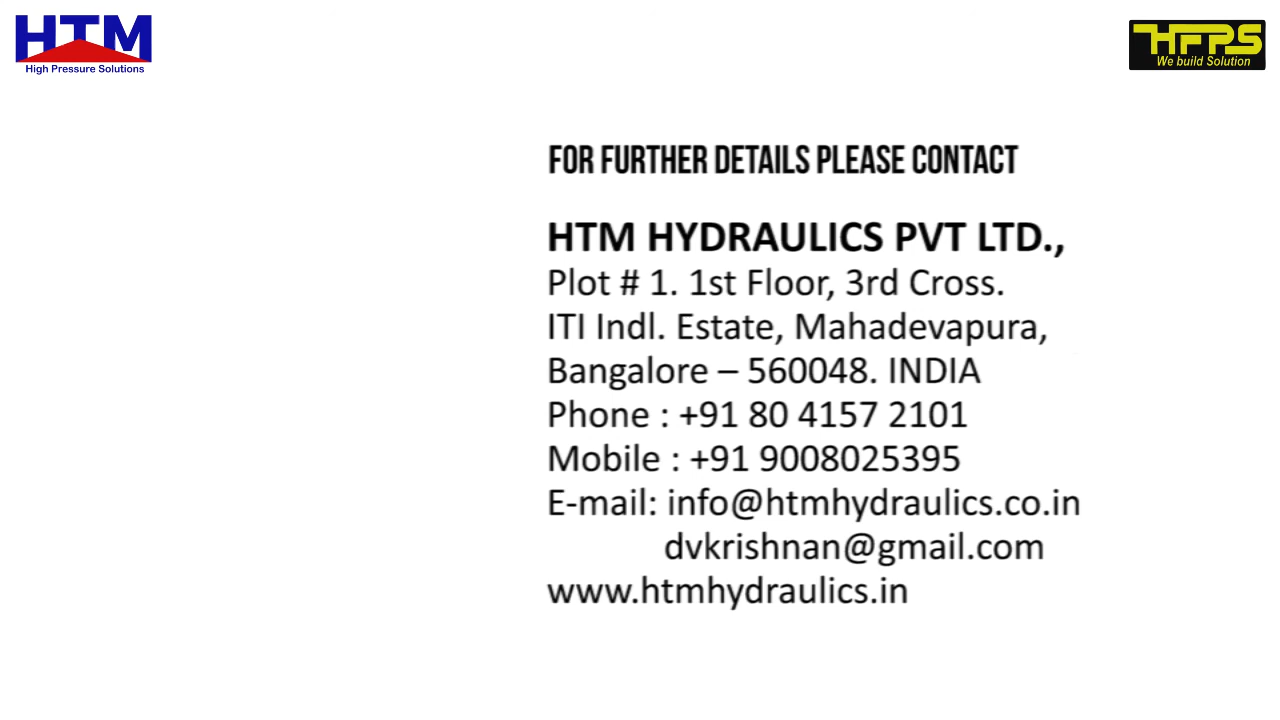 HTM
High Pressure Solutions
HFPS
We build Solution
FOR FURTHER DETAILS PLEASE CONTACT
HTM HYDRAULICS PVT LTD.,
Plot # 1. 1st Floor, 3rd Cross.
ITI Indl. Estate, Mahadevapura,
Bangalore – 560048. INDIA
Phone : +91 80 4157 2101
Mobile : +91 9008025395
E-mail: info@htmhydraulics.co.in
dvkrishnan@gmail.com
www.htmhydraulics.in